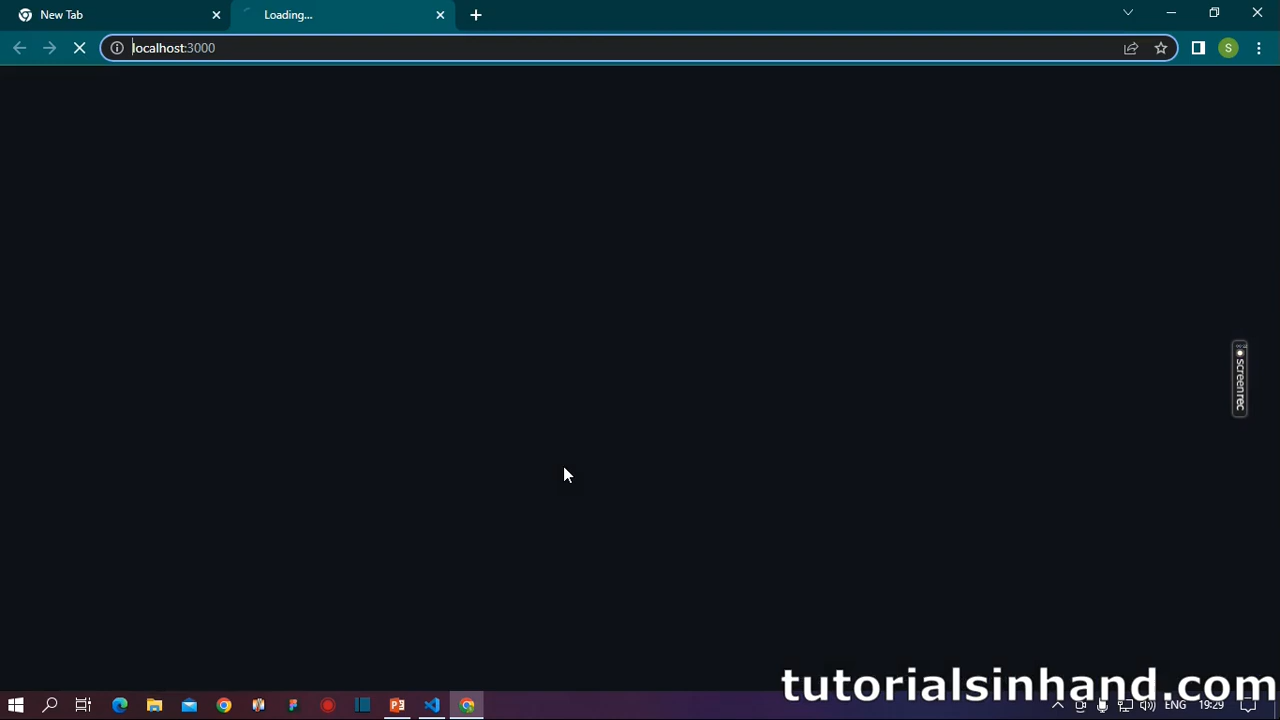 New Tab
Loading...
localhost:3000
S
screenrec
tutorialsinhand.com
ENG
19:29